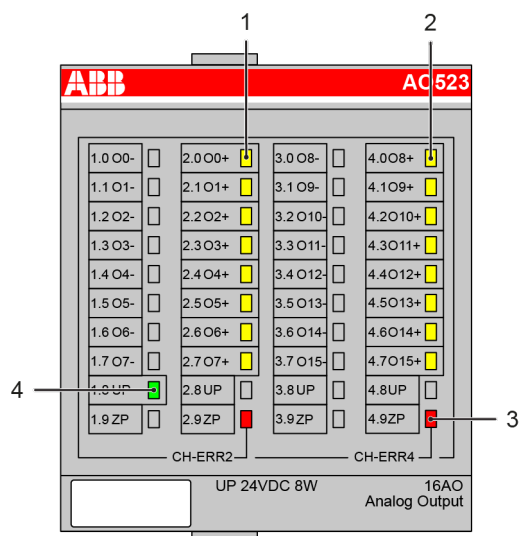 1 2
ABB AO523
1.0 O0- 2.0 O0+ 3.0 O8- 4.0 O8+
1.1 O1- 2.1 O1+ 3.1 O9- 4.1 O9+
1.2 O2- 2.2 O2+ 3.2 O10- 4.2 O10+
1.3 O3- 2.3 O3+ 3.3 O11- 4.3 O11+
1.4 O4- 2.4 O4+ 3.4 O12- 4.4 O12+
1.5 O5- 2.5 O5+ 3.5 O13- 4.5 O13+
1.6 O6- 2.6 O6+ 3.6 O14- 4.6 O14+
1.7 O7- 2.7 O7+ 3.7 O15- 4.7 O15+
4 1.8 UP 2.8 UP 3.8 UP 4.8 UP
1.9 ZP 2.9 ZP 3.9 ZP 4.9 ZP 3
CH-ERR2 CH-ERR4
UP 24VDC 8W 16AO
Analog Output